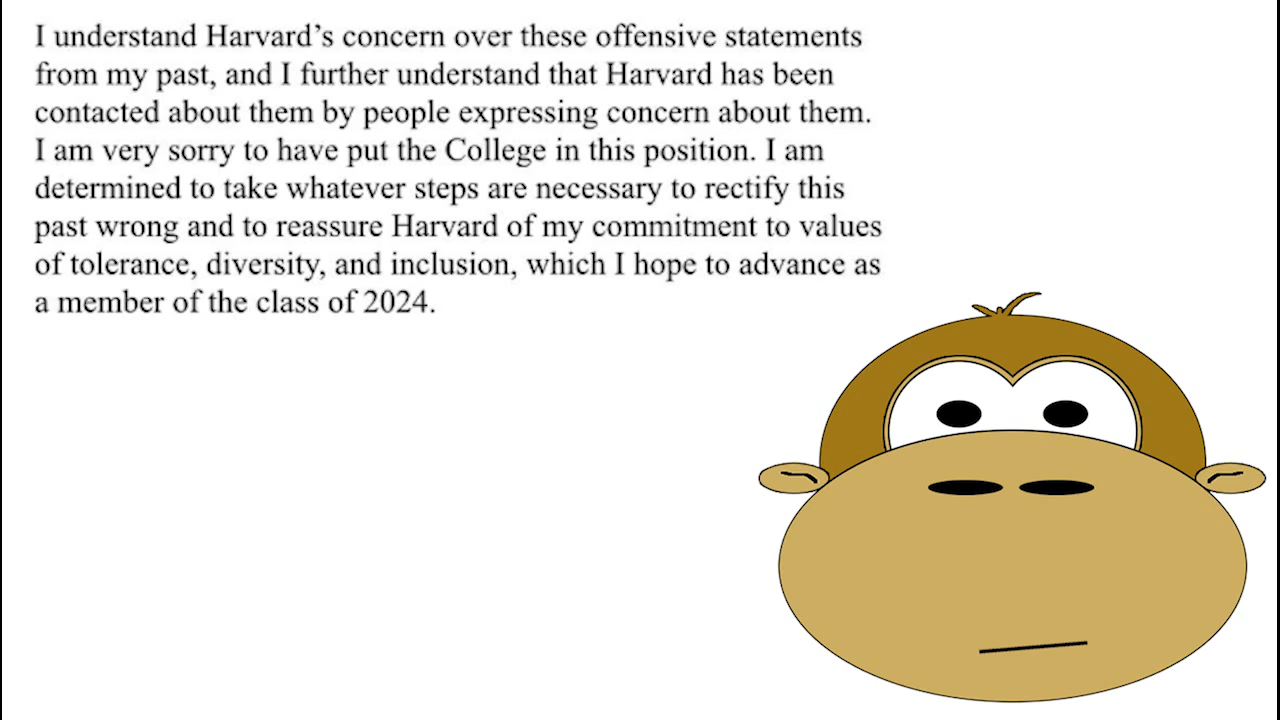 I understand Harvard’s concern over these offensive statements
from my past, and I further understand that Harvard has been
contacted about them by people expressing concern about them.
I am very sorry to have put the College in this position. I am
determined to take whatever steps are necessary to rectify this
past wrong and to reassure Harvard of my commitment to values
of tolerance, diversity, and inclusion, which I hope to advance as
a member of the class of 2024.